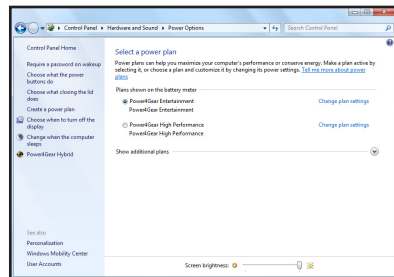 Control Panel ▸ Hardware and Sound ▸ Power Options
Search Control Panel
Control Panel Home
Require a password on wakeup
Choose what the power
buttons do
Choose what closing the lid
does
Create a power plan
Choose when to turn off the
display
Change when the computer
sleeps
Power4Gear Hybrid
See also
Personalization
Windows Mobility Center
User Accounts
Select a power plan
Power plans can help you maximize your computer's performance or conserve energy. Make a plan active by
selecting it, or choose a plan and customize it by changing its power settings. Tell me more about power
plans
Plans shown on the battery meter
Power4Gear Entertainment
Change plan settings
Power4Gear Entertainment
Power4Gear High Performance
Change plan settings
Power4Gear High Performance
Show additional plans
Screen brightness: